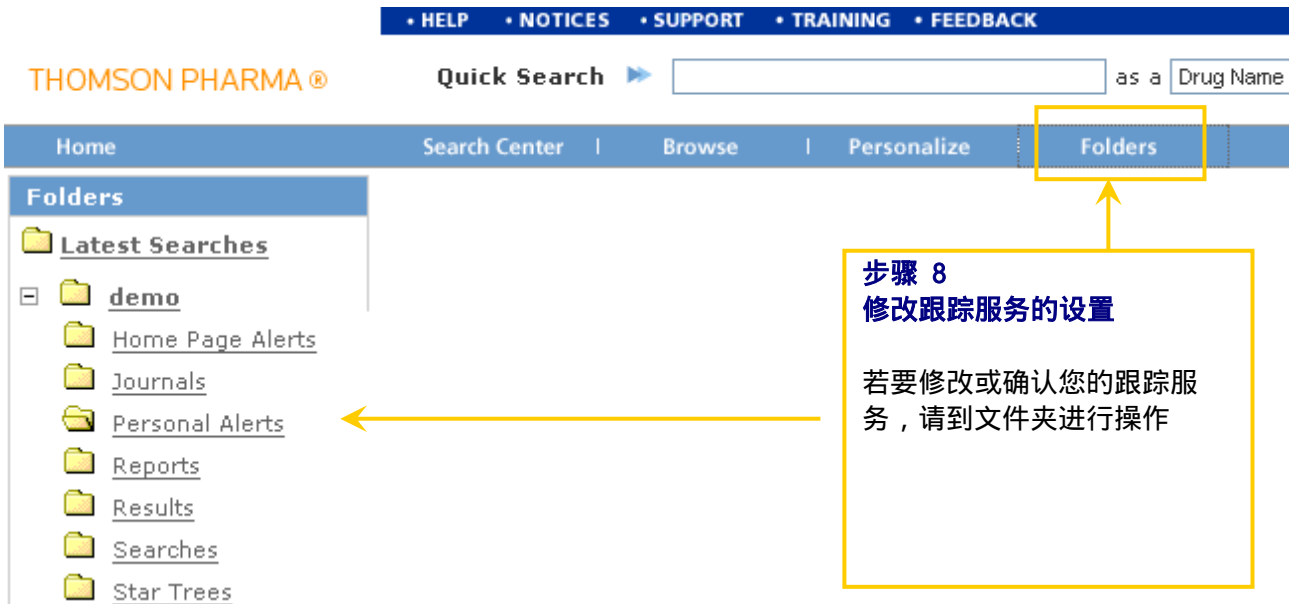 • HELP • NOTICES • SUPPORT • TRAINING • FEEDBACK
THOMSON PHARMA ®
Quick Search as a Drug Name
Home Search Center | Browse | Personalize Folders
Folders
Latest Searches
demo
Home Page Alerts
Journals
Personal Alerts
Reports
Results
Searches
Star Trees
步骤 8
修改跟踪服务的设置
若要修改或确认您的跟踪服
务，请到文件夹进行操作